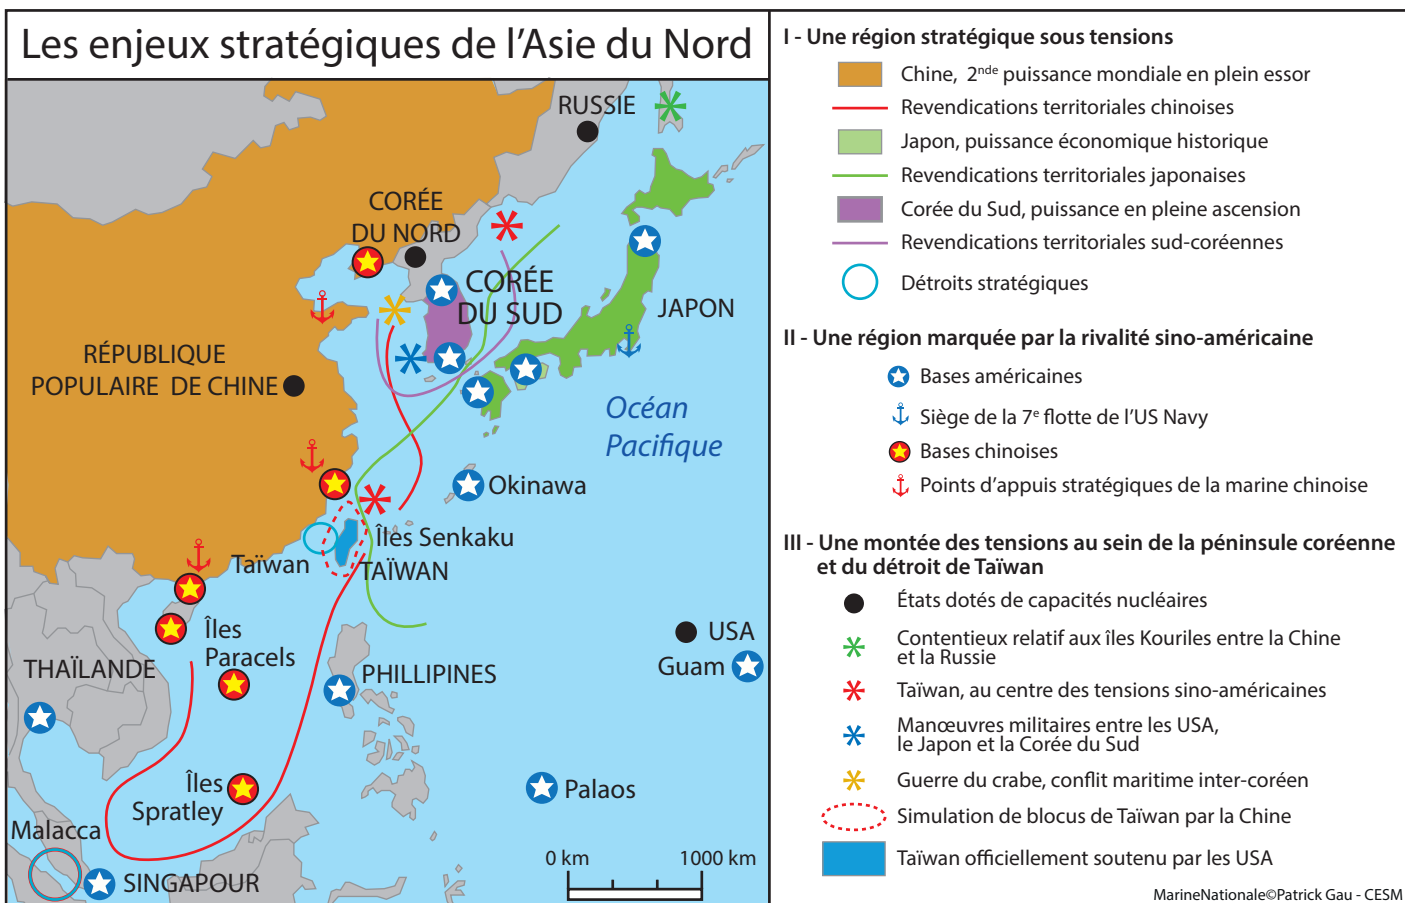 Les enjeux stratégiques de l'Asie du Nord
RUSSIE
CORÉE
DU NORD
CORÉE
DU SUD
JAPON
RÉPUBLIQUE
POPULAIRE DE CHINE
Océan
Pacifique
Okinawa
Îles Senkaku
Taïwan
TAÏWAN
Îles
Paracels
USA
Guam
THAÏLANDE
PHILLIPINES
Îles
Spratley
Palaos
Malacca
SINGAPOUR
0 km
1000 km
I - Une région stratégique sous tensions
Chine, 2nde puissance mondiale en plein essor
Revendications territoriales chinoises
Japon, puissance économique historique
Revendications territoriales japonaises
Corée du Sud, puissance en pleine ascension
Revendications territoriales sud-coréennes
Détroits stratégiques
II - Une région marquée par la rivalité sino-américaine
Bases américaines
Siège de la 7e flotte de l'US Navy
Bases chinoises
Points d'appuis stratégiques de la marine chinoise
III - Une montée des tensions au sein de la péninsule coréenne
et du détroit de Taïwan
États dotés de capacités nucléaires
Contentieux relatif aux îles Kouriles entre la Chine
et la Russie
Taïwan, au centre des tensions sino-américaines
Manœuvres militaires entre les USA,
le Japon et la Corée du Sud
Guerre du crabe, conflit maritime inter-coréen
Simulation de blocus de Taïwan par la Chine
Taïwan officiellement soutenu par les USA
MarineNationale©Patrick Gau - CESM